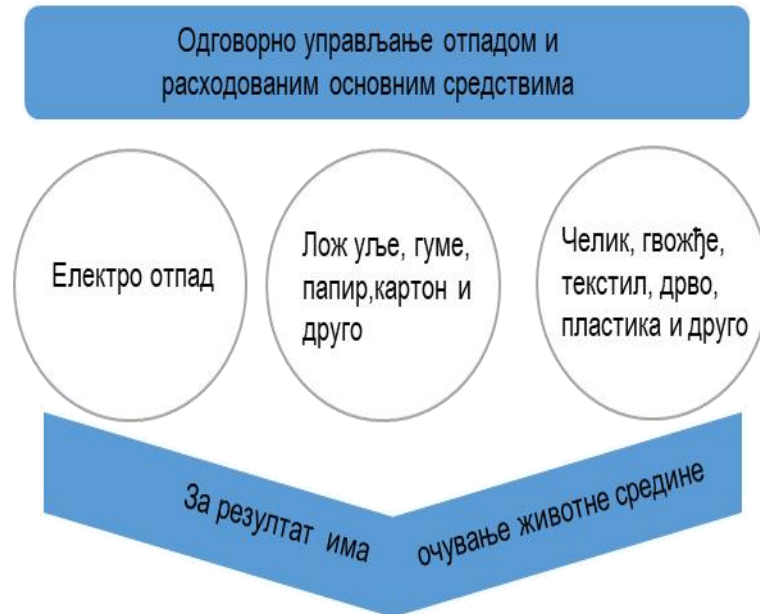 Одговорно управљање отпадом и
расходованим основним средствима
Електро отпад
Лож уље, гуме,
папир,картон и
друго
Челик, гвожђе,
текстил, дрво,
пластика и друго
За резултат има
очување животне средине